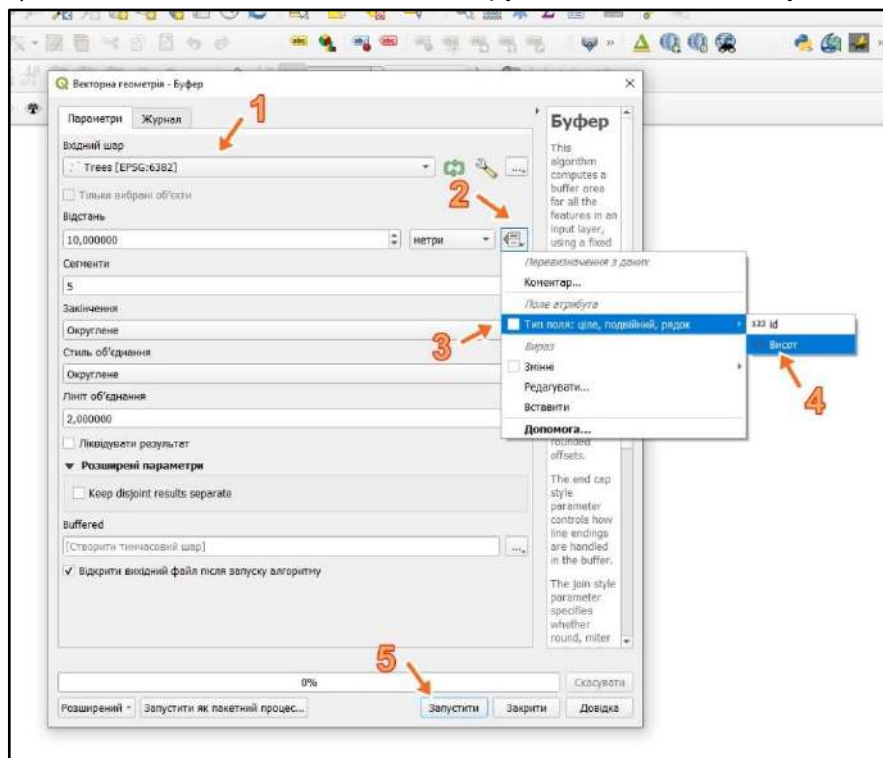 Векторна геометрія - Буфер
Параметри Журнал
1
Вхідний шар
Trees [EPSG:6382]
Тільки вибрані об'єкти
2
Відстань
10,000000 метри
Сегменти
5
Закінчення
Округлене
Стиль об'єднання
Округлене
Ліміт об'єднання
2,000000
Ліквідувати результат
Розширені параметри
Keep disjoint results separate
Buffered
[Створити тимчасовий шар]
Відкрити вихідний файл після запуску алгоритму
Буфер
This
algorithm
computes a
buffer area
for all the
features in an
input layer,
using a fixed
Перевизначення з даних
Коментар...
Поле атрибута
3
Тип поля: ціле, подвійний, рядок
123 id
Висот
4
Вираз
Змінні
Редагувати...
Вставити
Допомога...
rounded
offsets.
The end cap
style
parameter
controls how
line endings
are handled
in the buffer.
The join style
parameter
specifies
whether
round, miter
5
0% Скасувати
Розширений Запустити як пакетний процес... Запустити Закрити Довідка